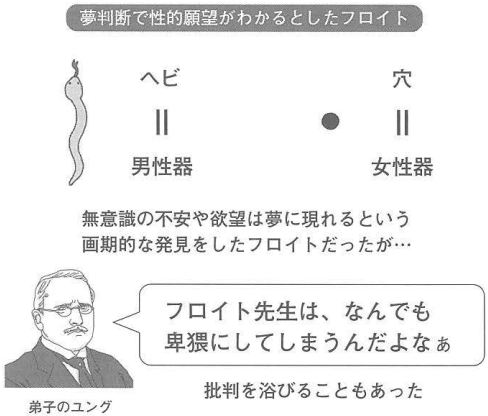 夢判断で性的願望がわかるとしたフロイト
ヘビ
穴
||
||
男性器
女性器
無意識の不安や欲望は夢に現れるという
画期的な発見をしたフロイトだったが…
フロイト先生は、なんでも
卑猥にしてしまうんだよなぁ
弟子のユング
批判を浴びることもあった